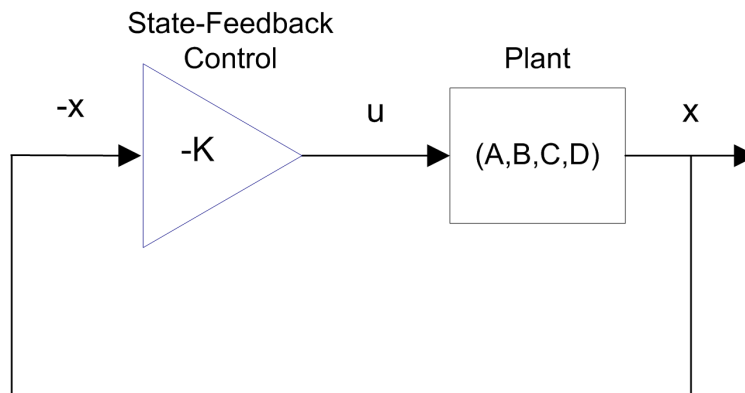 State-Feedback
Control
Plant
-x
u
x
-K
(A,B,C,D)